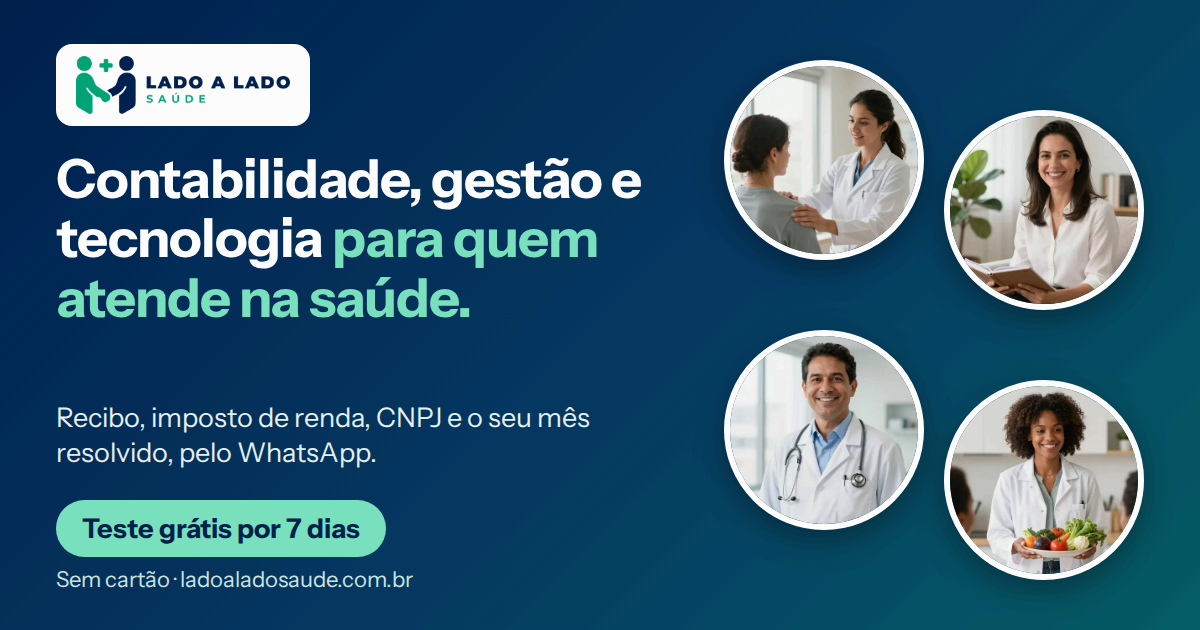 LADO A LADO
SAÚDE
Contabilidade, gestão e
tecnologia para quem
atende na saúde.
Recibo, imposto de renda, CNPJ e o seu mês
resolvido, pelo WhatsApp.
Teste grátis por 7 dias
Sem cartão · ladoaladosaude.com.br